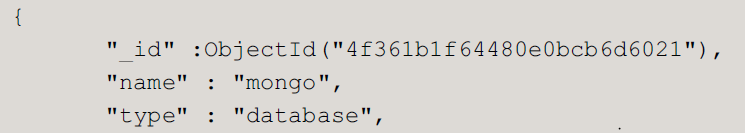 {
"_id" :ObjectId("4f361b1f64480e0bcb6d6021"),
"name" : "mongo",
"type" : "database",